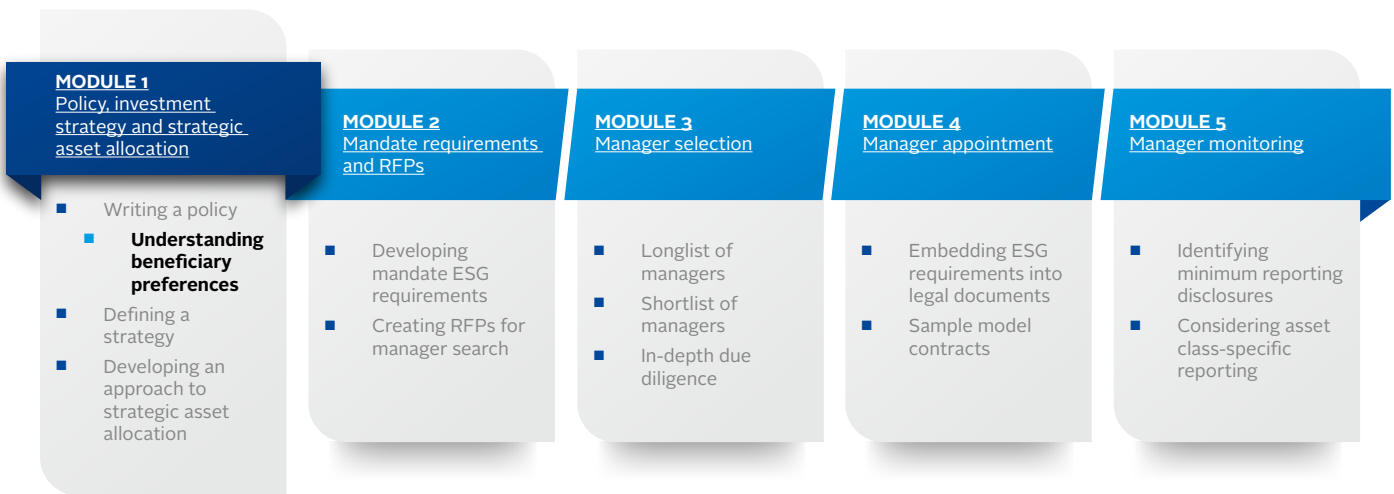 MODULE 1
Policy, investment
strategy and strategic
asset allocation
Writing a policy
Understanding
beneficiary
preferences
Defining a
strategy
Developing an
approach to
strategic asset
allocation
MODULE 2
Mandate requirements
and RFPs
Developing
mandate ESG
requirements
Creating RFPs for
manager search
MODULE 3
Manager selection
Longlist of
managers
Shortlist of
managers
In-depth due
diligence
MODULE 4
Manager appointment
Embedding ESG
requirements into
legal documents
Sample model
contracts
MODULE 5
Manager monitoring
Identifying
minimum reporting
disclosures
Considering asset
class-specific
reporting